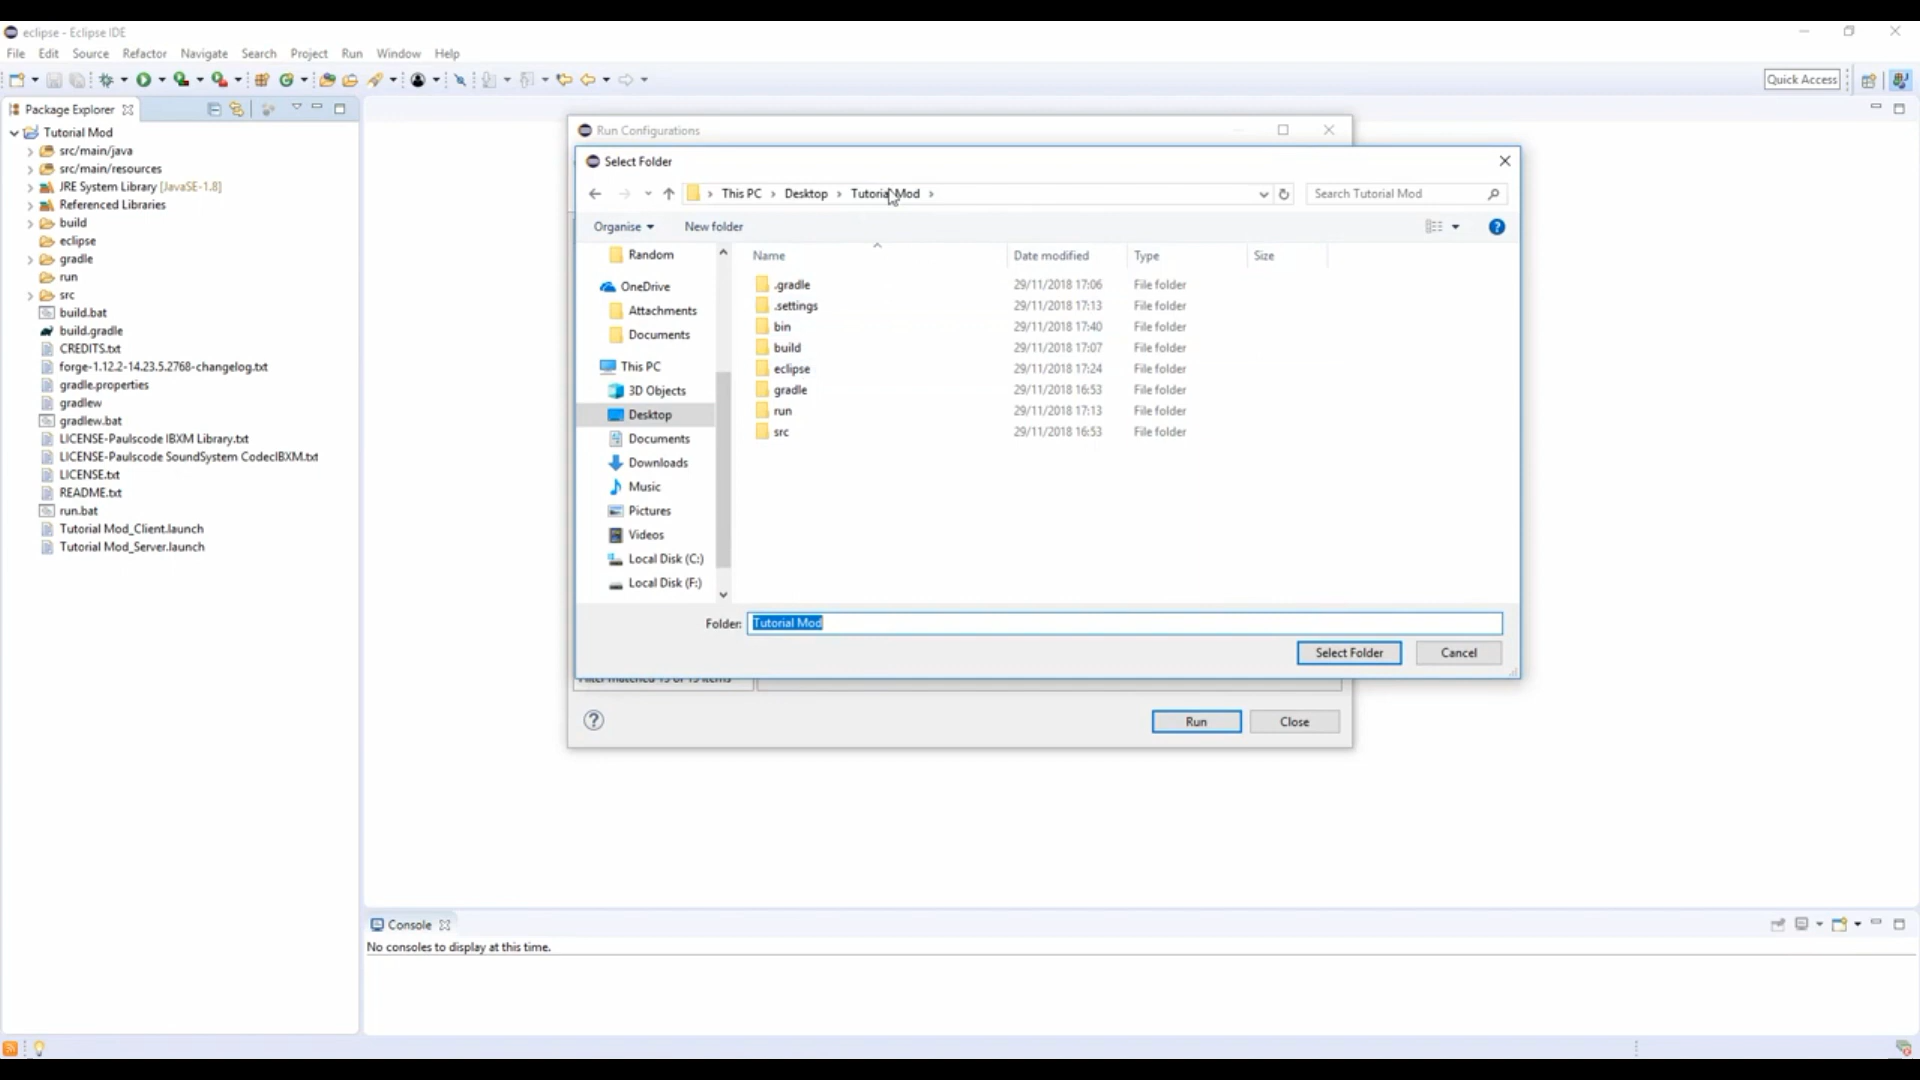 eclipse - Eclipse IDE
File Edit Source Refactor Navigate Search Project Run Window Help
Quick Access
Package Explorer
Tutorial Mod
src/main/java
src/main/resources
JRE System Library [JavaSE-1.8]
Referenced Libraries
build
eclipse
gradle
run
src
build.bat
build.gradle
CREDITS.txt
forge-1.12.2-14.23.5.2768-changelog.txt
gradle.properties
gradlew
gradlew.bat
LICENSE-Paulscode IBXM Library.txt
LICENSE-Paulscode SoundSystem CodecIBXM.txt
LICENSE.txt
README.txt
run.bat
Tutorial Mod_Client.launch
Tutorial Mod_Server.launch
Run Configurations
Select Folder
This PC Desktop Tutorial Mod
Search Tutorial Mod
Organise New folder
Random
OneDrive
Attachments
Documents
This PC
3D Objects
Desktop
Documents
Downloads
Music
Pictures
Videos
Local Disk (C:)
Local Disk (F:)
Name Date modified Type Size
.gradle 29/11/2018 17:06 File folder
.settings 29/11/2018 17:13 File folder
bin 29/11/2018 17:40 File folder
build 29/11/2018 17:07 File folder
eclipse 29/11/2018 17:24 File folder
gradle 29/11/2018 16:53 File folder
run 29/11/2018 17:13 File folder
src 29/11/2018 16:53 File folder
Folder: Tutorial Mod
Select Folder Cancel
Run Close
Console
No consoles to display at this time.